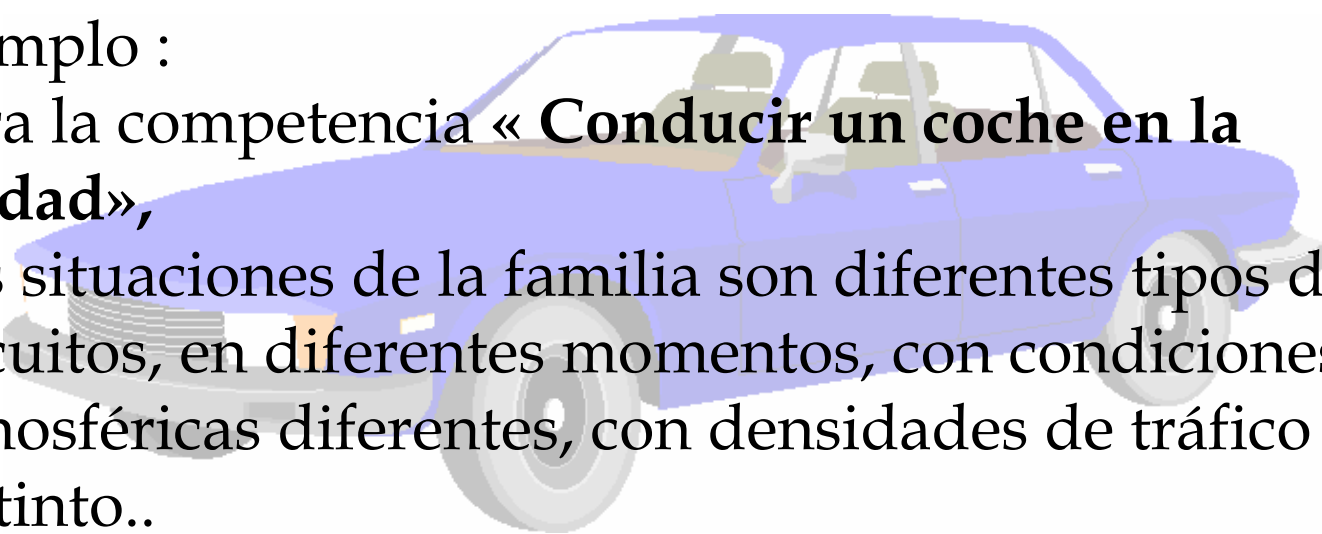 mplo :
a la competencia « Conducir un coche en la
dad»,
s situaciones de la familia son diferentes tipos d
cuitos, en diferentes momentos, con condiciones
nosféricas diferentes, con densidades de tráfico
tinto..